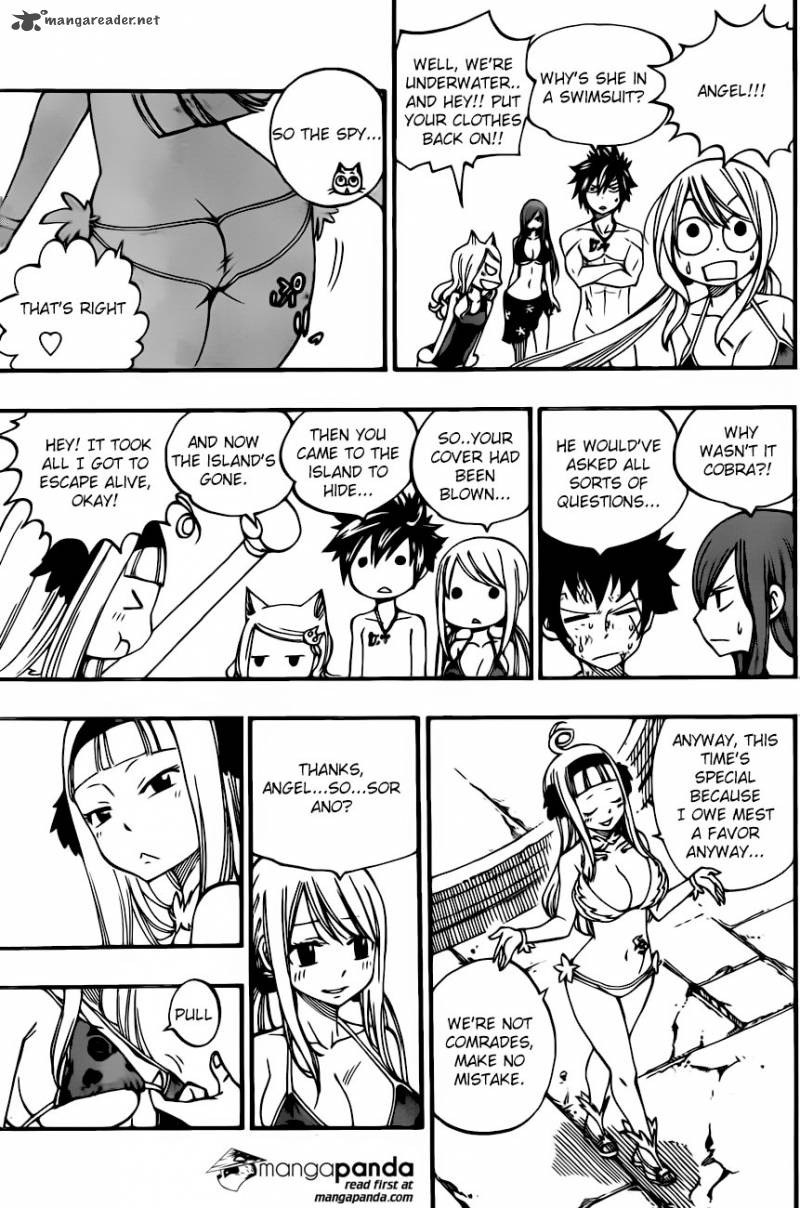 mangareader.net
ANGEL!!!
WHY'S SHE IN
A SWIMSUIT?
WELL, WE'RE
UNDERWATER..
AND HEY!! PUT
YOUR CLOTHES
BACK ON!!
SO THE SPY...
THAT'S RIGHT
♡
WHY
WASN'T IT
COBRA?!
HE WOULD'VE
ASKED ALL
SORTS OF
QUESTIONS...
SO..YOUR
COVER HAD
BEEN
BLOWN...
THEN YOU
CAME TO THE
ISLAND TO
HIDE...
AND NOW
THE ISLAND'S
GONE.
HEY! IT TOOK
ALL I GOT TO
ESCAPE ALIVE,
OKAY!
ANYWAY, THIS
TIME'S
SPECIAL
BECAUSE
I OWE MEST
A FAVOR
ANYWAY...
WE'RE NOT
COMRADES,
MAKE NO
MISTAKE.
THANKS,
ANGEL...SO...SOR
ANO?
PULL
mangapanda
read first at
mangapanda.com